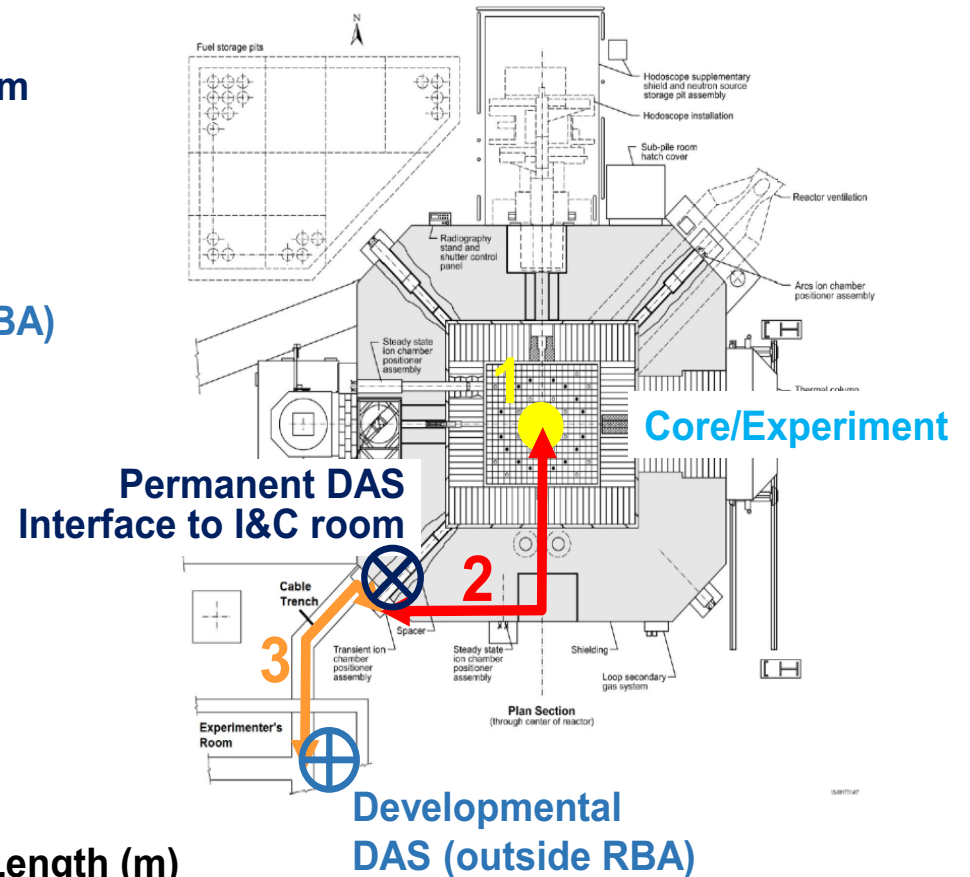 N
Fuel storage pits
m
Hodoscope supplementary
shield and neutron source
storage pit assembly
Hodoscope installation
Sub-pile room
hatch cover
Reactor ventilation
Radiography
stand and
shutter control
panel
Arcs ion chamber
positioner assembly
BA)
Steady state
ion chamber
positioner
assembly
1
Thermal column
Core/Experiment
Permanent DAS
Interface to I&C room
2
Cable
Trench
3
Spacer
Transient ion
chamber
positioner
assembly
Steady state
ion chamber
positioner
assembly
Shielding
Loop secondary
gas system
Plan Section
(through center of reactor)
Experimenter's
Room
Developmental
DAS (outside RBA)
Length (m)